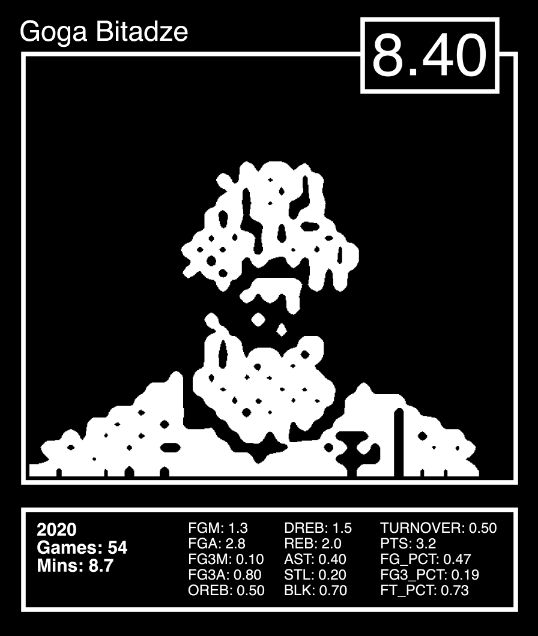 Goga Bitadze
8.40
2020
Games: 54
Mins: 8.7
FGM: 1.3
FGA: 2.8
FG3M: 0.10
FG3A: 0.80
OREB: 0.50
DREB: 1.5
REB: 2.0
AST: 0.40
STL: 0.20
BLK: 0.70
TURNOVER: 0.50
PTS: 3.2
FG_PCT: 0.47
FG3_PCT: 0.19
FT_PCT: 0.73